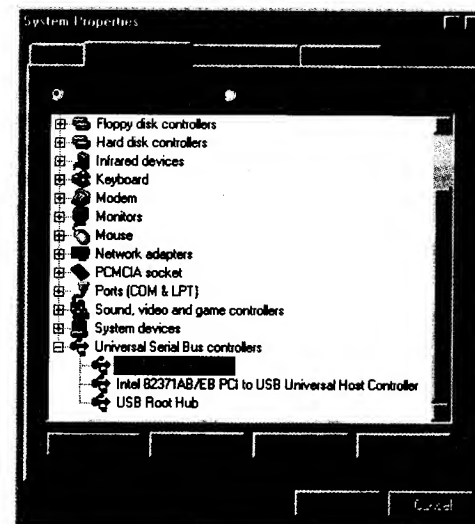 System Properties
Floppy disk controllers
Hard disk controllers
Infrared devices
Keyboard
Modem
Monitors
Mouse
Network adapters
PCMCIA socket
Ports (COM & LPT)
Sound, video and game controllers
System devices
Universal Serial Bus controllers
Intel 82371AB/EB PCI to USB Universal Host Controller
USB Root Hub
Cancel